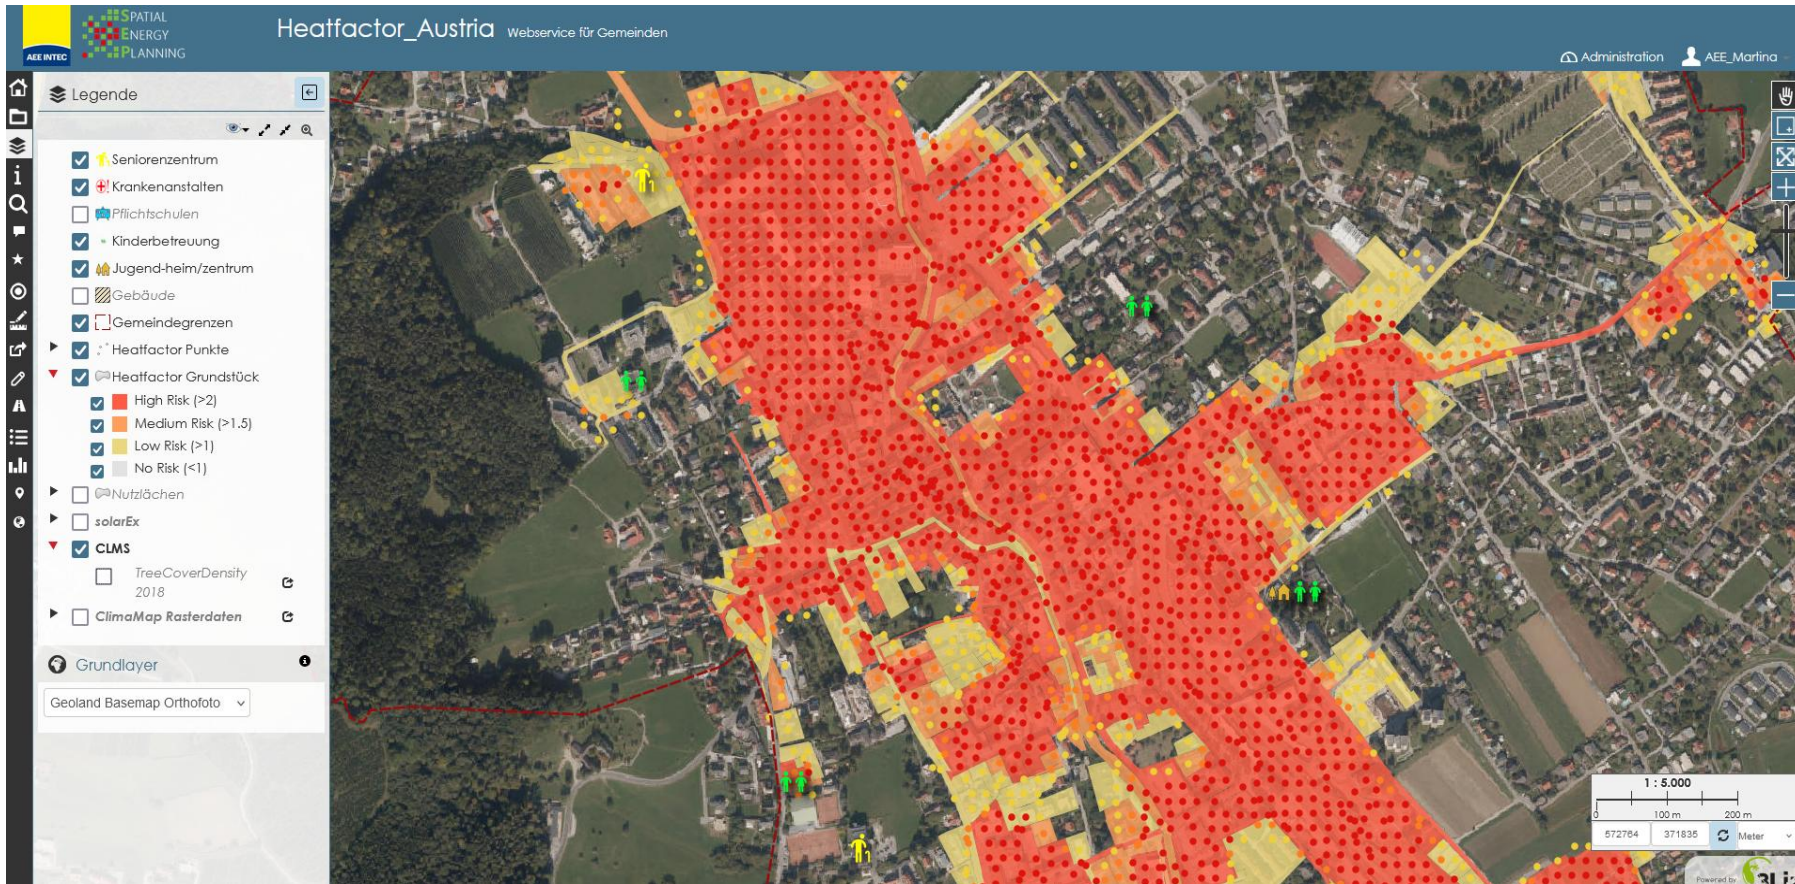 SPATIAL
ENERGY
PLANNING
AEE INTEC
Heatfactor_Austria Webservice für Gemeinden
Administration AEE_Martina
Legende
Seniorenzentrum
Krankenanstalten
Pflichtschulen
Kinderbetreuung
Jugend-heim/zentrum
Gebäude
Gemeindegrenzen
Heatfactor Punkte
Heatfactor Grundstück
High Risk (>2)
Medium Risk (>1.5)
Low Risk (>1)
No Risk (<1)
Nutzlächen
solarEx
CLMS
TreeCoverDensity
2018
ClimaMap Rasterdaten
Grundlayer
Geoland Basemap Orthofoto
1 : 5.000
0 100 m 200 m
572764 371835 Meter
Powered by